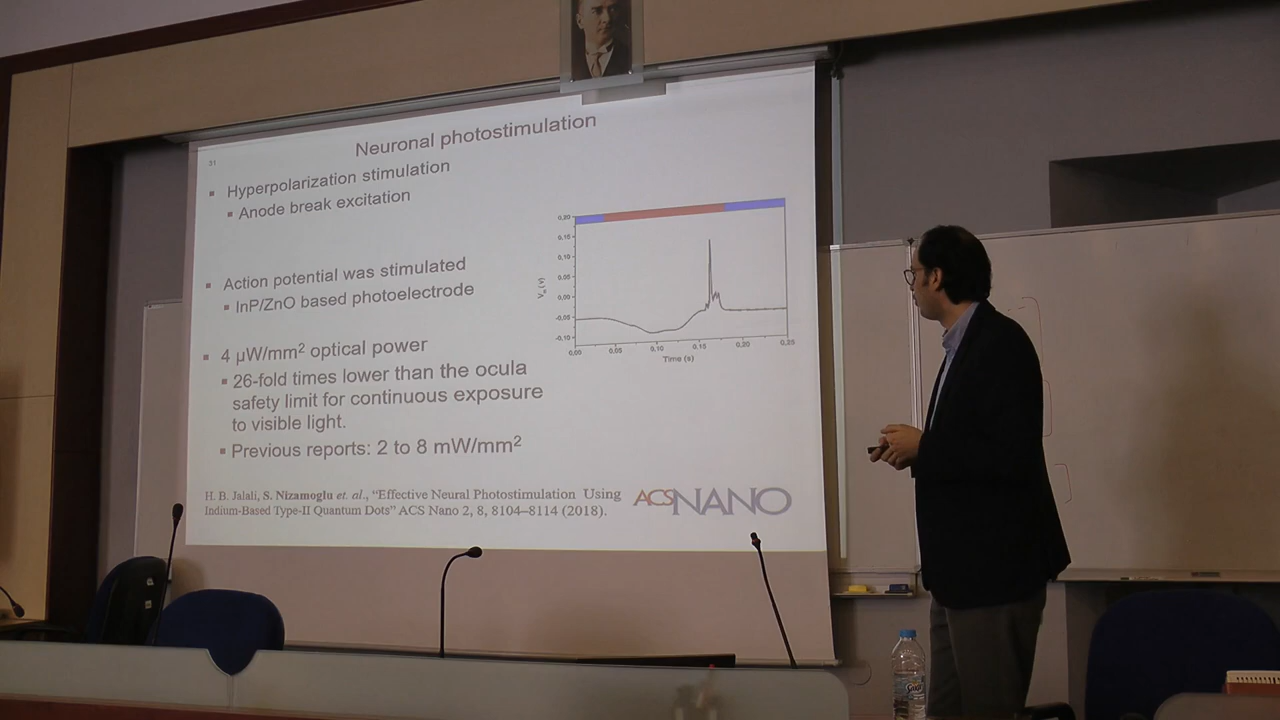 Neuronal photostimulation
31
Hyperpolarization stimulation
Anode break excitation
Action potential was stimulated
InP/ZnO based photoelectrode
4 µW/mm² optical power
26-fold times lower than the ocula
safety limit for continuous exposure
to visible light.
Previous reports: 2 to 8 mW/mm²
0,20
0,15
0,10
0,05
0,00
-0,05
-0,10
Vm (v)
0,00 0,05 0,10 0,15 0,20 0,25
Time (s)
H. B. Jalali, S. Nizamoglu et. al., “Effective Neural Photostimulation Using
Indium-Based Type-II Quantum Dots” ACS Nano 2, 8, 8104–8114 (2018).
ACSNANO